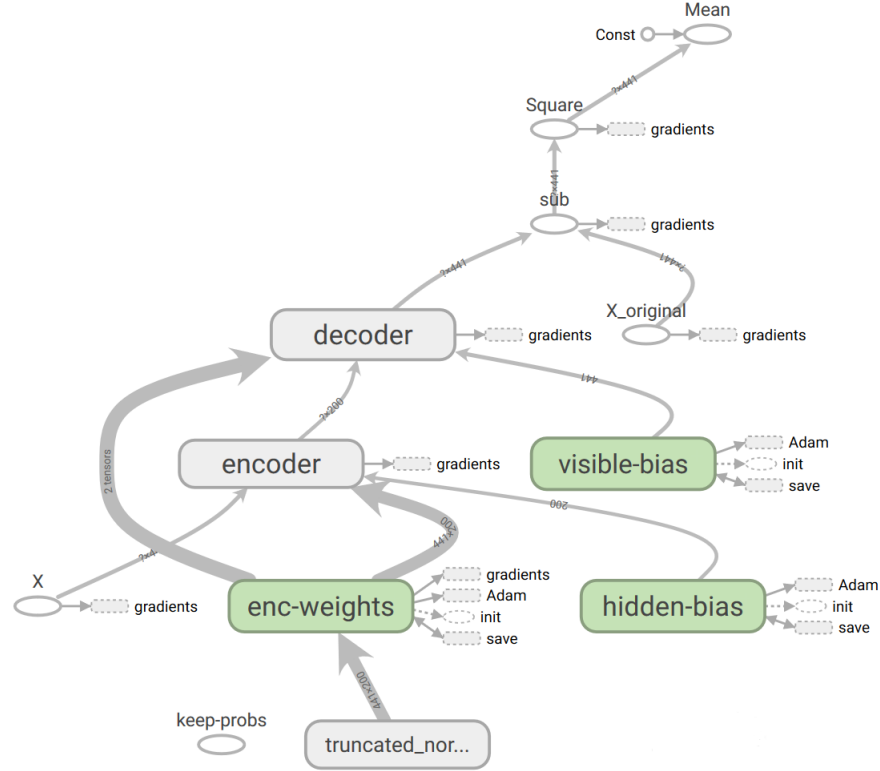 Mean
Const
?×441
Square
gradients
?×441
sub
gradients
?×441
?×441
X_original
gradients
decoder
gradients
441
?×200
visible-bias
Adam
init
save
encoder
gradients
2 tensors
200
441×200
?×4
X
gradients
enc-weights
gradients
Adam
init
save
hidden-bias
Adam
init
save
441×200
keep-probs
truncated_nor...